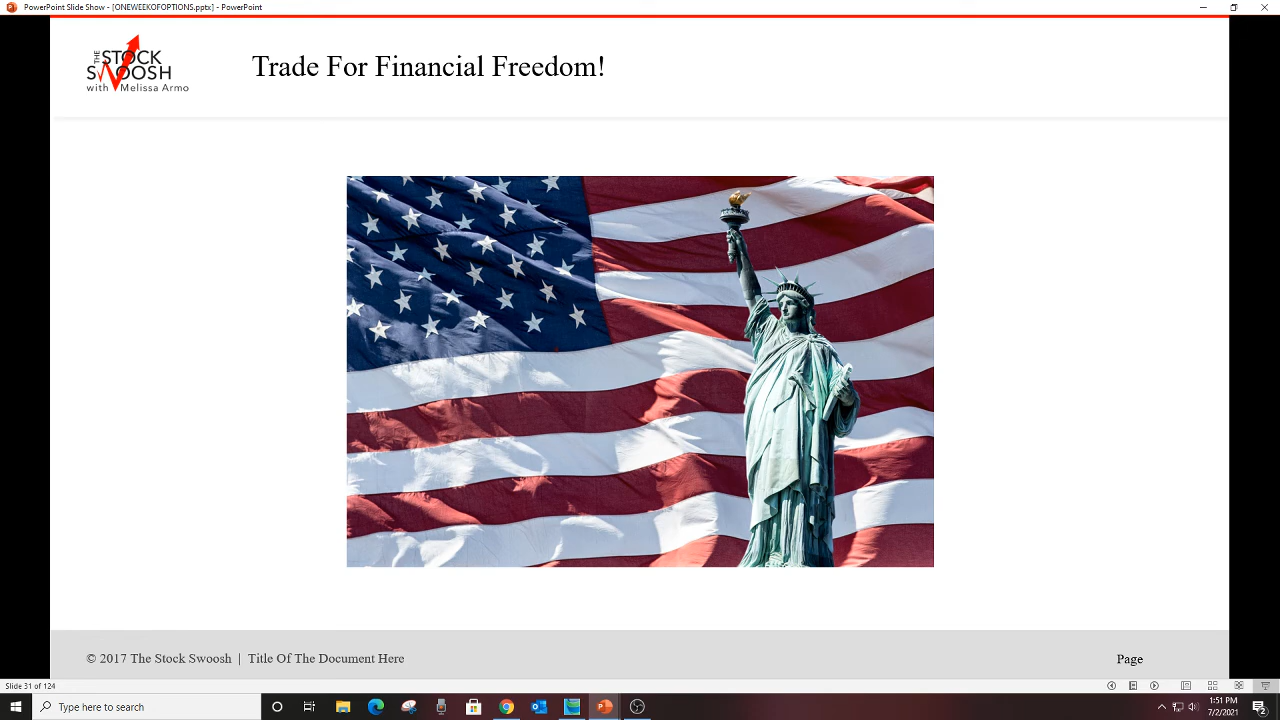 PowerPoint Slide Show - [ONEWEEKOFOPTIONS.pptx] - PowerPoint
THE STOCK
SWOOSH
with Melissa Armo
Trade For Financial Freedom!
© 2017 The Stock Swoosh | Title Of The Document Here
Page
Slide 31 of 124
Type here to search
1:51 PM
7/2/2021
2